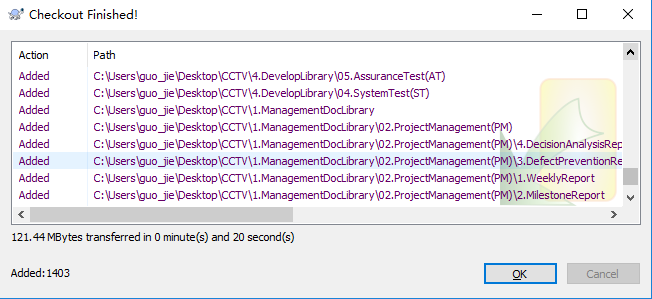 Checkout Finished!
Action Path
Added C:\Users\guo_jie\Desktop\CCTV\4.DevelopLibrary\05.AssuranceTest(AT)
Added C:\Users\guo_jie\Desktop\CCTV\4.DevelopLibrary\04.SystemTest(ST)
Added C:\Users\guo_jie\Desktop\CCTV\1.ManagementDocLibrary
Added C:\Users\guo_jie\Desktop\CCTV\1.ManagementDocLibrary\02.ProjectManagement(PM)
Added C:\Users\guo_jie\Desktop\CCTV\1.ManagementDocLibrary\02.ProjectManagement(PM)\4.DecisionAnalysisRep
Added C:\Users\guo_jie\Desktop\CCTV\1.ManagementDocLibrary\02.ProjectManagement(PM)\3.DefectPreventionRe
Added C:\Users\guo_jie\Desktop\CCTV\1.ManagementDocLibrary\02.ProjectManagement(PM)\1.WeeklyReport
Added C:\Users\guo_jie\Desktop\CCTV\1.ManagementDocLibrary\02.ProjectManagement(PM)\2.MilestoneReport
121.44 MBytes transferred in 0 minute(s) and 20 second(s)
Added:1403 OK Cancel